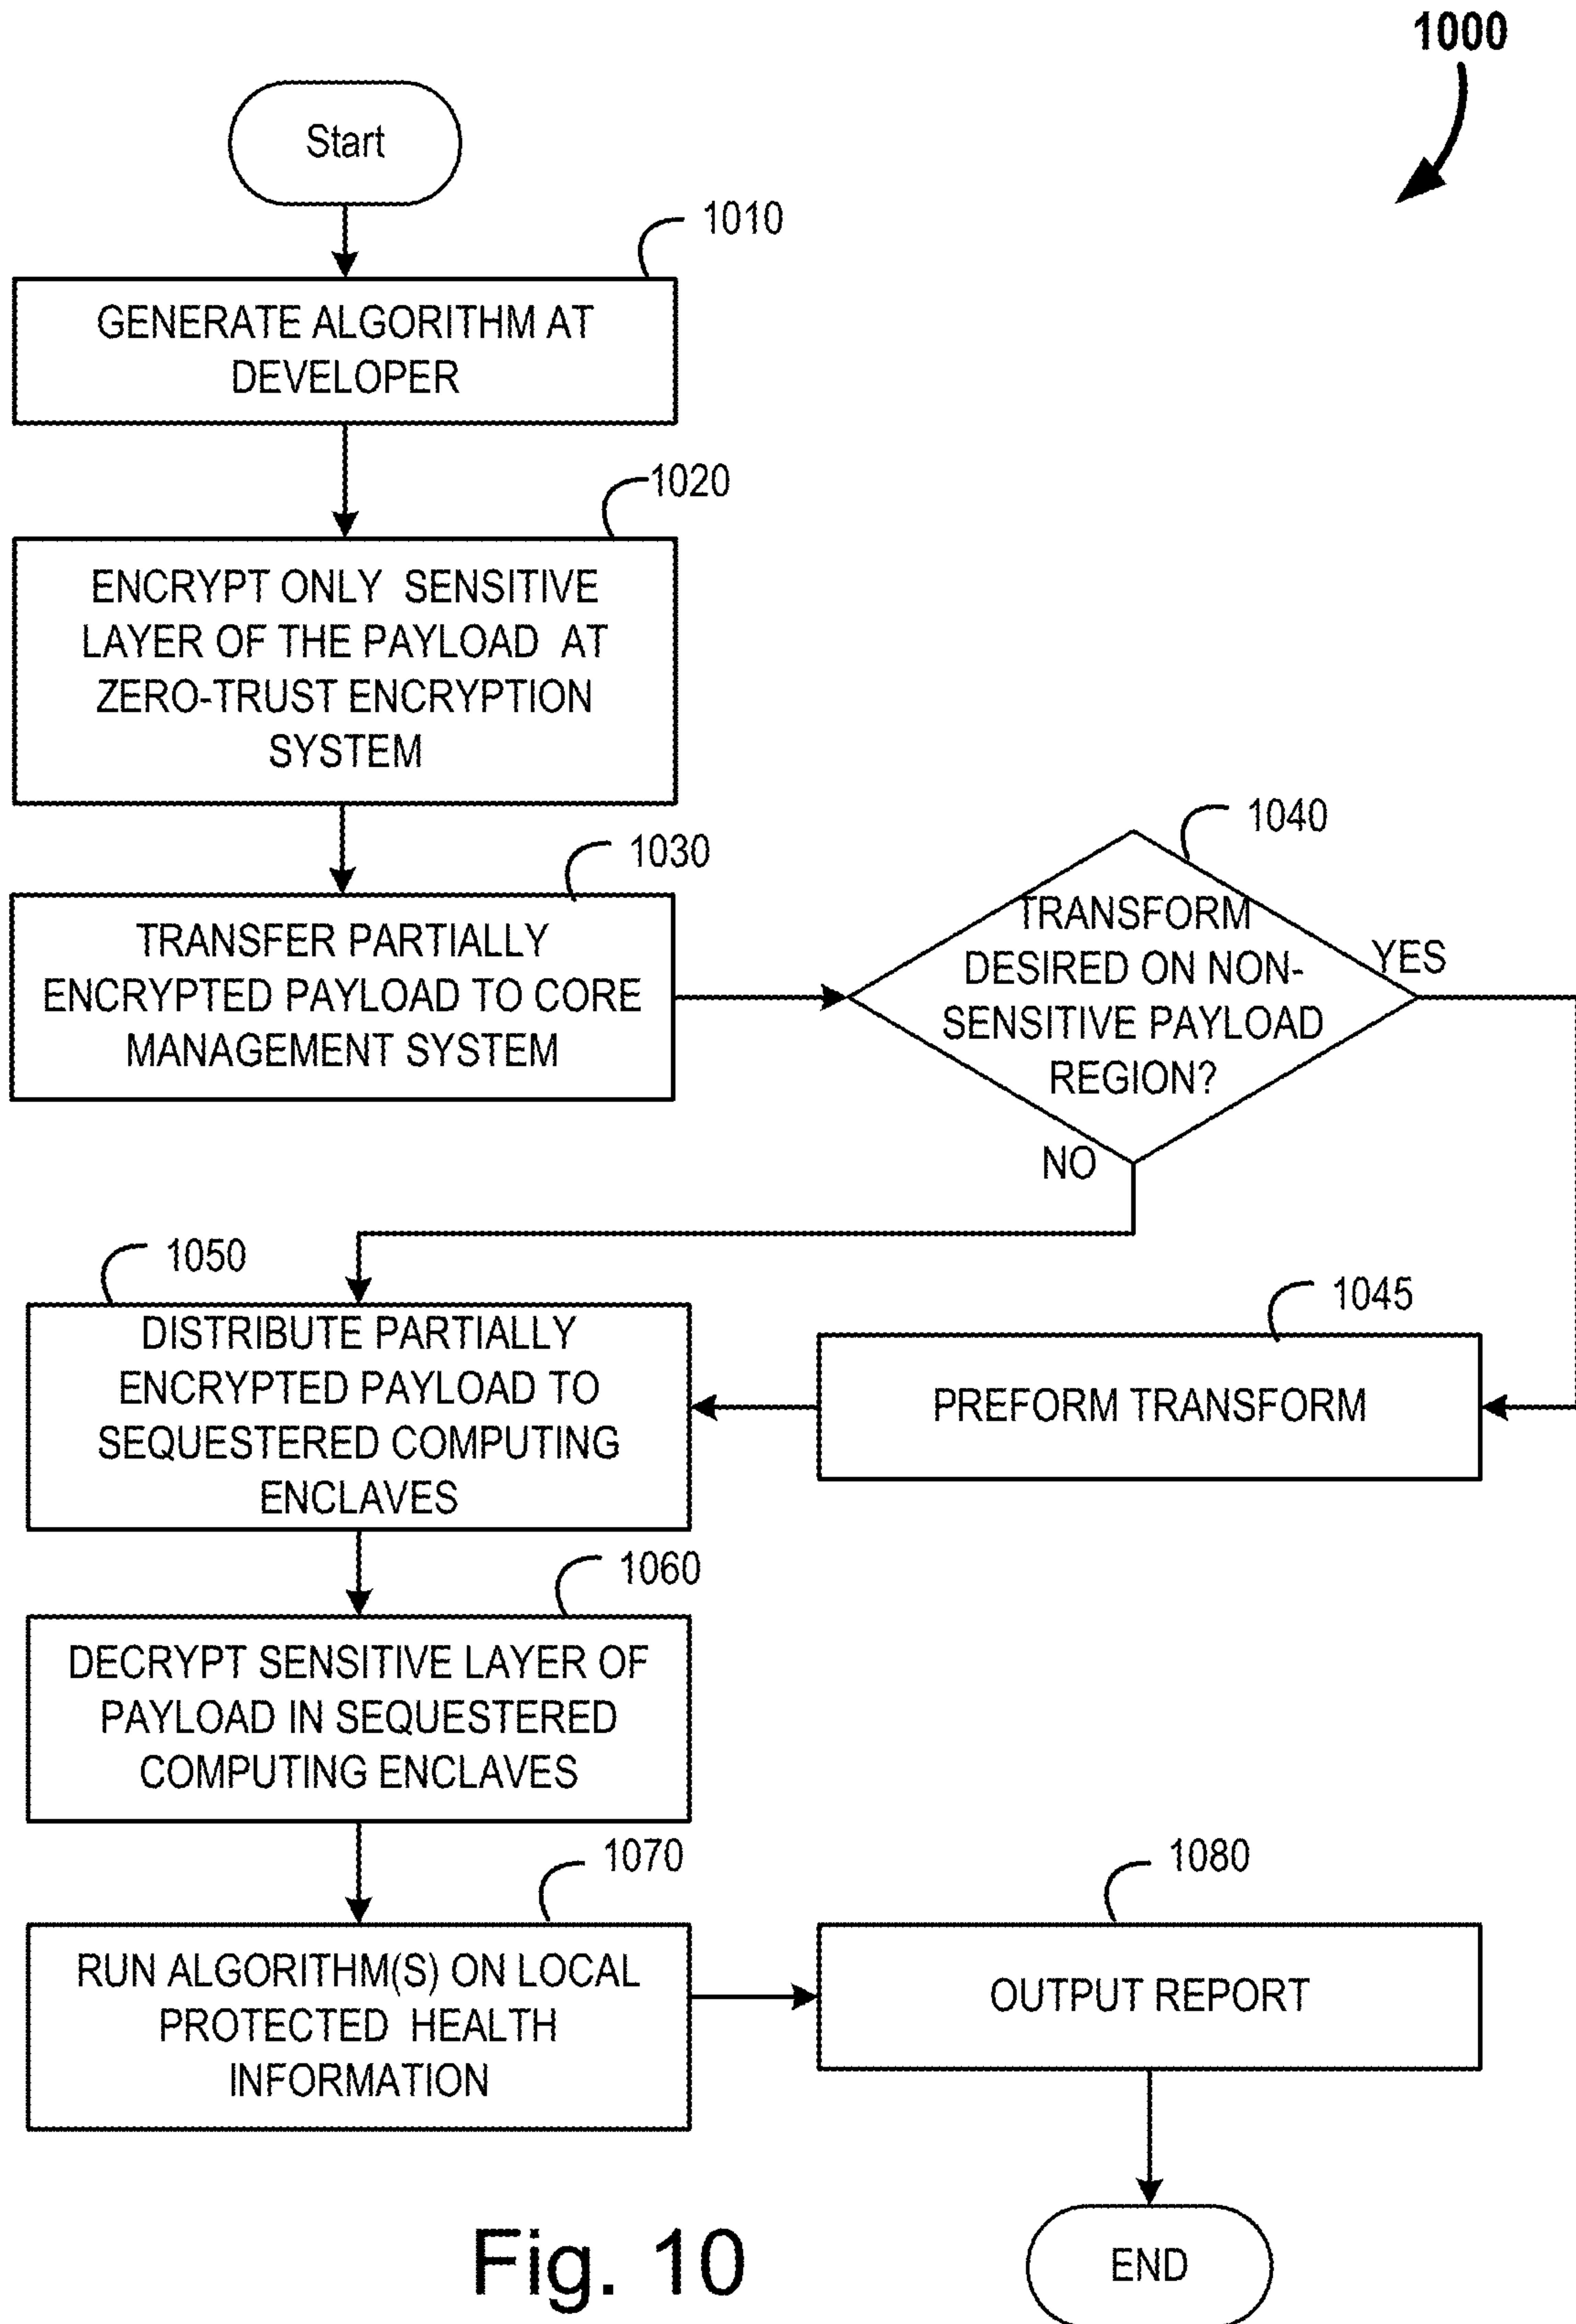 1000
Start
1010
GENERATE ALGORITHM AT
DEVELOPER
1020
ENCRYPT ONLY SENSITIVE
LAYER OF THE PAYLOAD AT
ZERO-TRUST ENCRYPTION
SYSTEM
1030
TRANSFER PARTIALLY
ENCRYPTED PAYLOAD TO CORE
MANAGEMENT SYSTEM
1040
TRANSFORM
DESIRED ON NON-
SENSITIVE PAYLOAD
REGION?
YES
NO
1045
PREFORM TRANSFORM
1050
DISTRIBUTE PARTIALLY
ENCRYPTED PAYLOAD TO
SEQUESTERED COMPUTING
ENCLAVES
1060
DECRYPT SENSITIVE LAYER OF
PAYLOAD IN SEQUESTERED
COMPUTING ENCLAVES
1070
RUN ALGORITHM(S) ON LOCAL
PROTECTED HEALTH
INFORMATION
1080
OUTPUT REPORT
END
Fig. 10